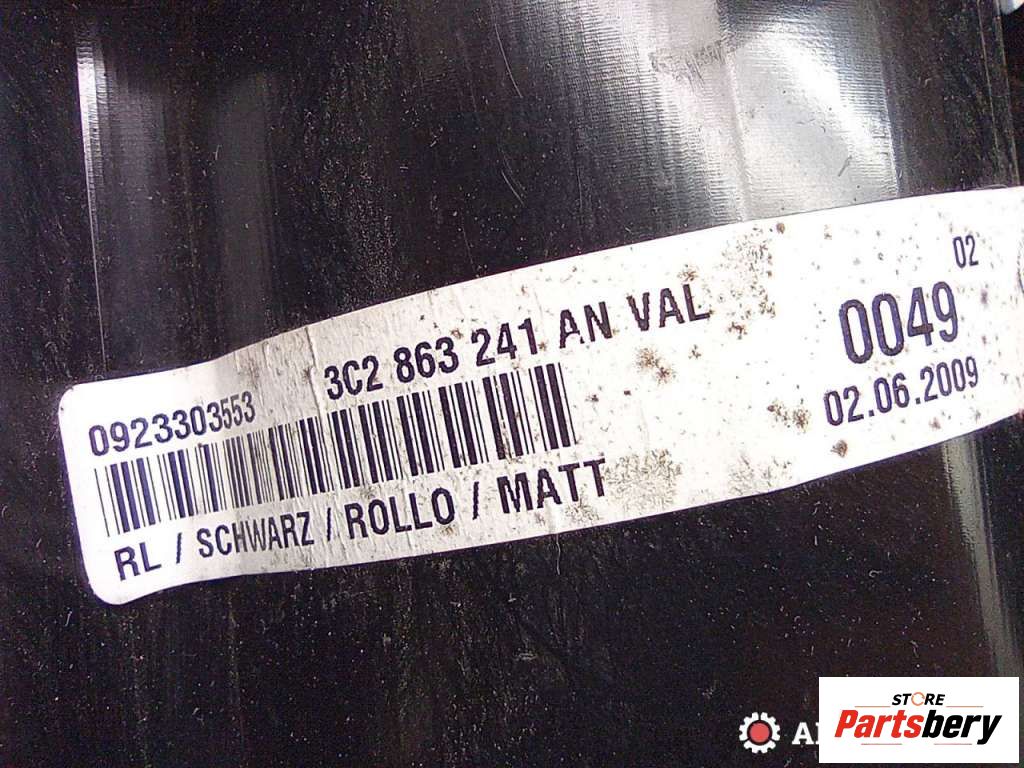 02
3C2 863 241 AN VAL
0049
0923303553
02.06.2009
RL / SCHWARZ / ROLLO / MATT
STORE
Partsbery